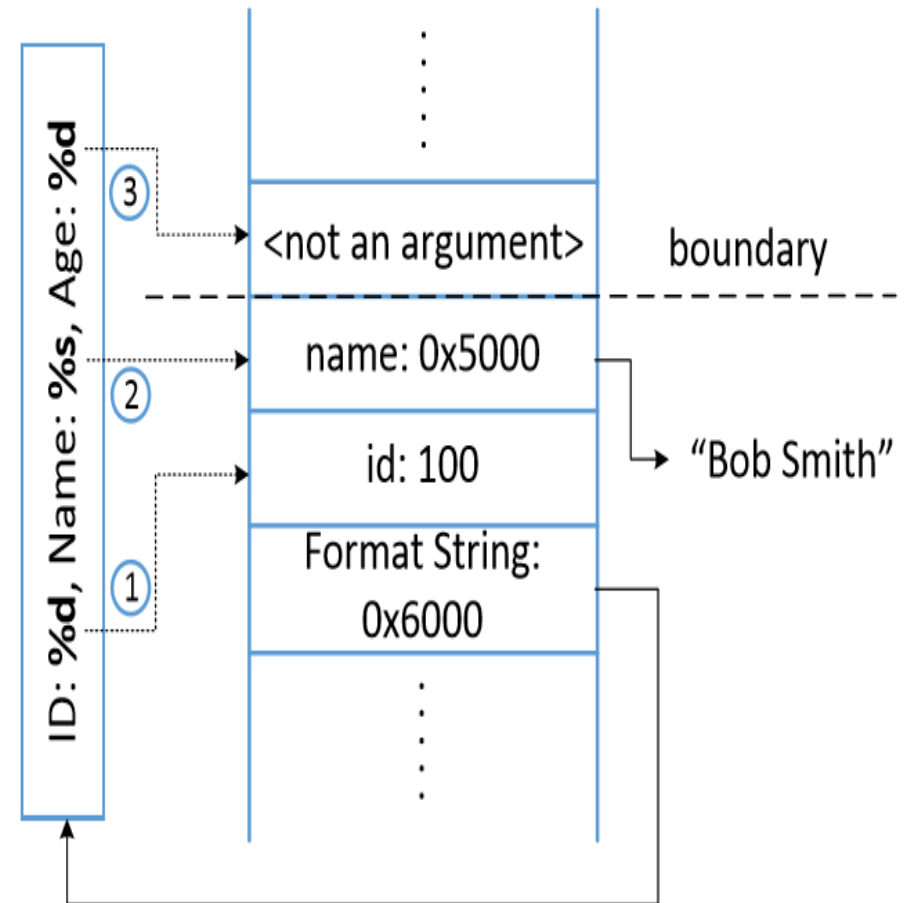 ID: %d, Name: %s, Age: %d
3
2
1
<not an argument>
boundary
name: 0x5000
id: 100
“Bob Smith”
Format String:
0x6000